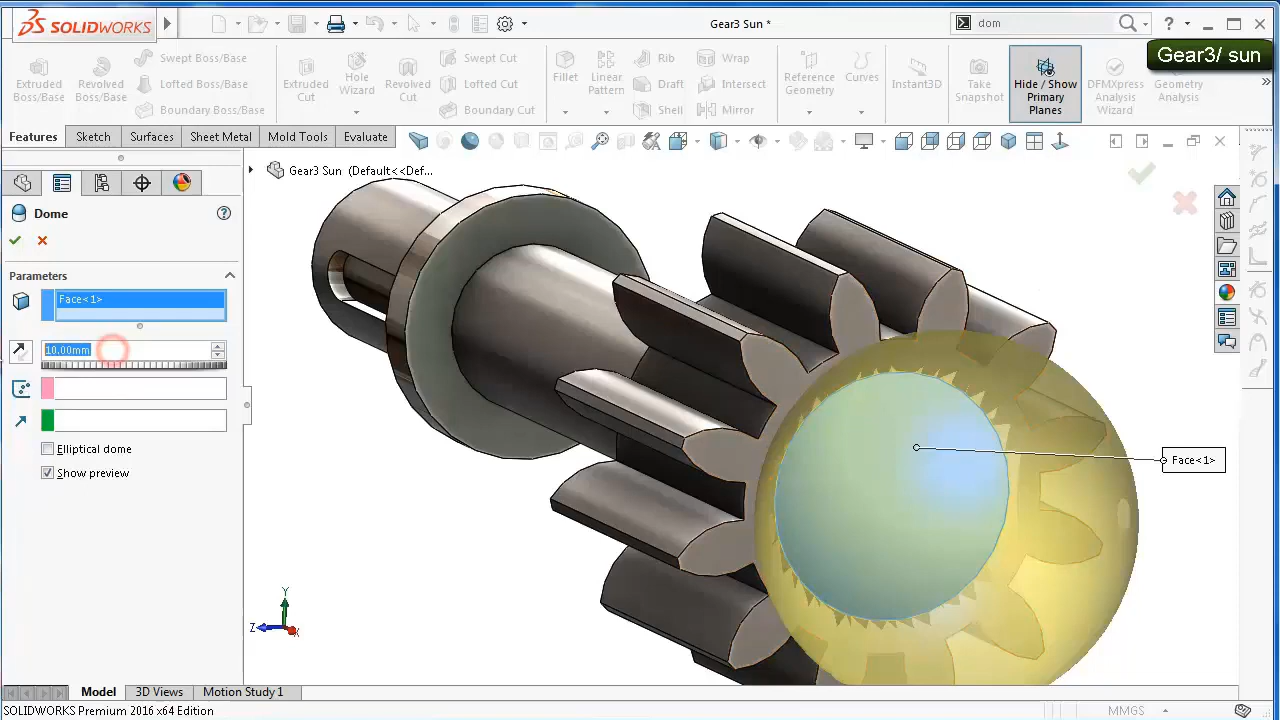 SOLIDWORKS
Gear3 Sun *
dom
Gear3/ sun
Extruded Boss/Base
Revolved Boss/Base
Swept Boss/Base
Lofted Boss/Base
Boundary Boss/Base
Extruded Cut
Hole Wizard
Revolved Cut
Swept Cut
Lofted Cut
Boundary Cut
Fillet
Linear Pattern
Rib
Draft
Shell
Wrap
Intersect
Mirror
Reference Geometry
Curves
Instant3D
Hide / Show Primary Planes
Take Snapshot
DFMXpress Analysis Wizard
Geometry Analysis
Features
Sketch
Surfaces
Sheet Metal
Mold Tools
Evaluate
Gear3 Sun (Default<<Def...
Dome
Parameters
Face<1>
10.00mm
Elliptical dome
Show preview
Face<1>
Y
Z
X
Model
3D Views
Motion Study 1
SOLIDWORKS Premium 2016 x64 Edition
MMGS